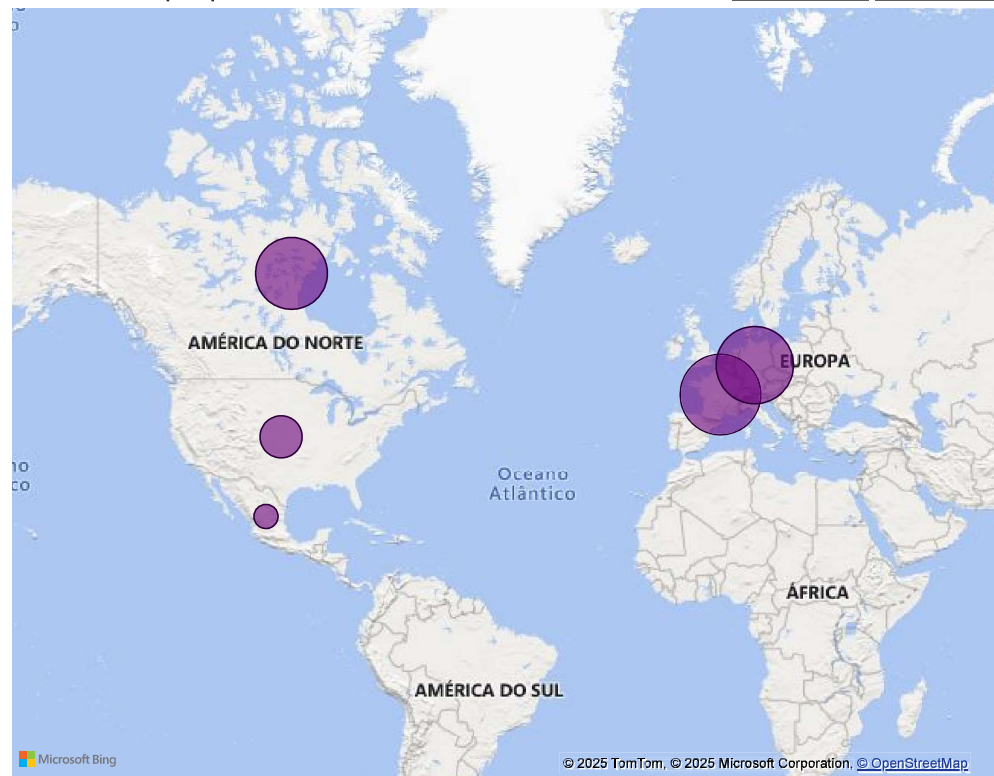 AMÉRICA DO NORTE
EUROPA
Oceano
Atlântico
ÁFRICA
AMÉRICA DO SUL
Microsoft Bing
© 2025 TomTom, © 2025 Microsoft Corporation, © OpenStreetMap